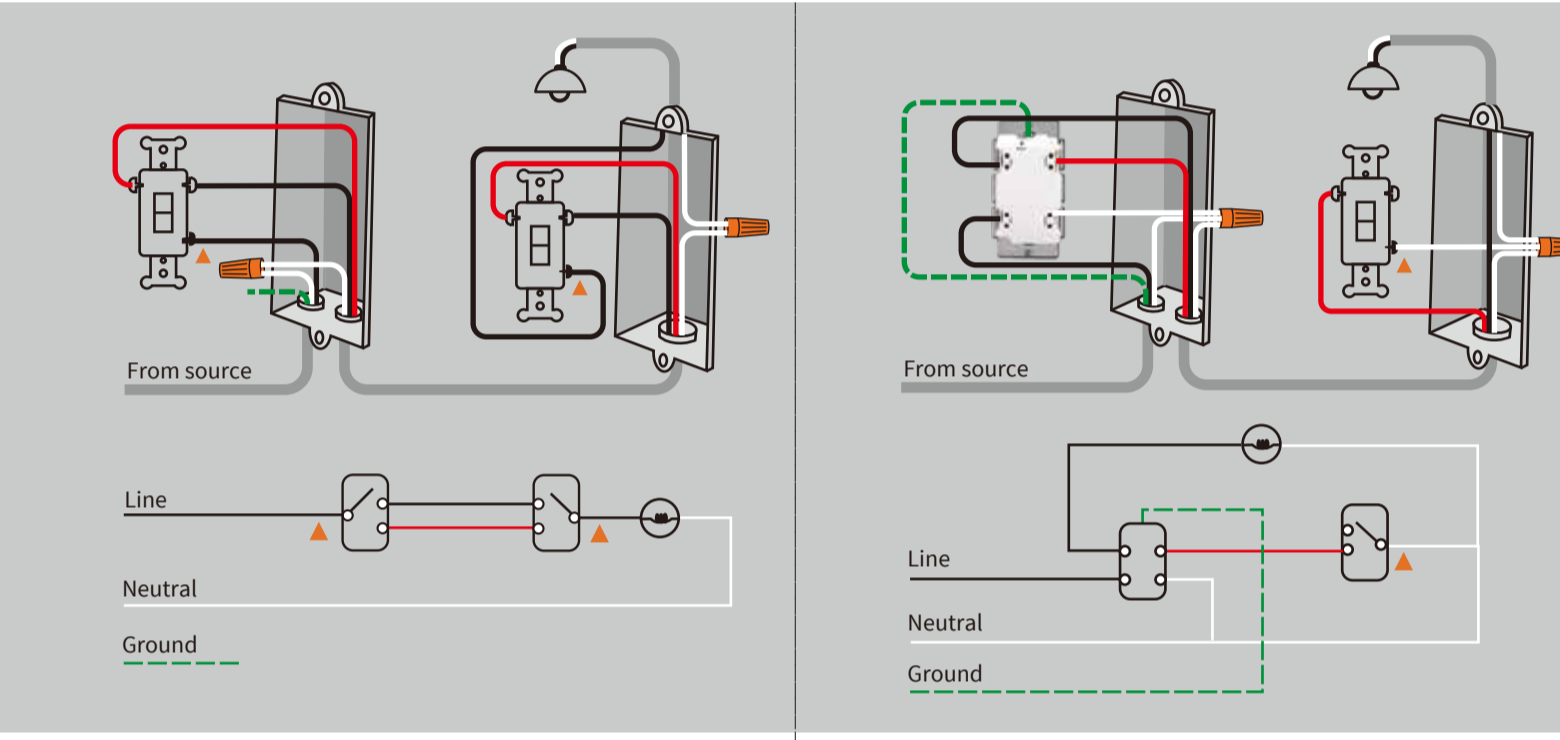 From source
Line
Neutral
Ground
From source
Line
Neutral
Ground